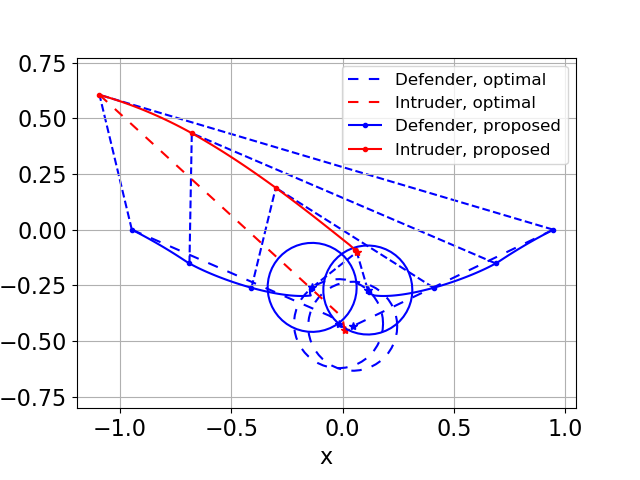 0.75
0.50
0.25
0.00
−0.25
−0.50
−0.75
Defender, optimal
Intruder, optimal
Defender, proposed
Intruder, proposed
−1.0 −0.5 0.0 0.5 1.0
x